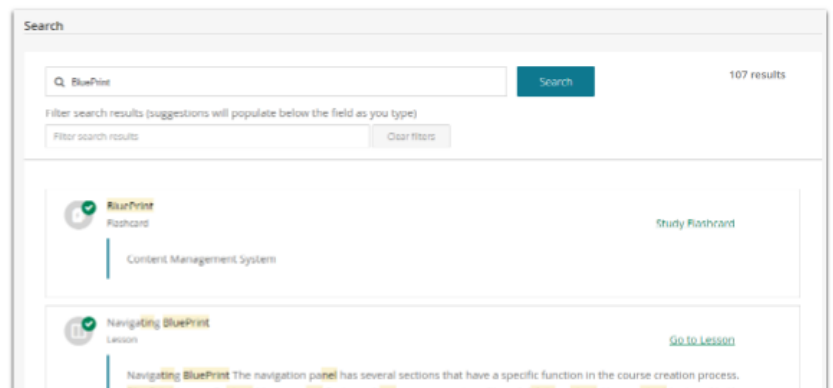 Search
BluePrint
Search
107 results
Filter search results (suggestions will populate below the field as you type)
Filter search results
Clear filters
BluePrint
Flashcard
Study Flashcard
Content Management System
Navigating BluePrint
Lesson
Go to Lesson
Navigating BluePrint The navigation panel has several sections that have a specific function in the course creation process.